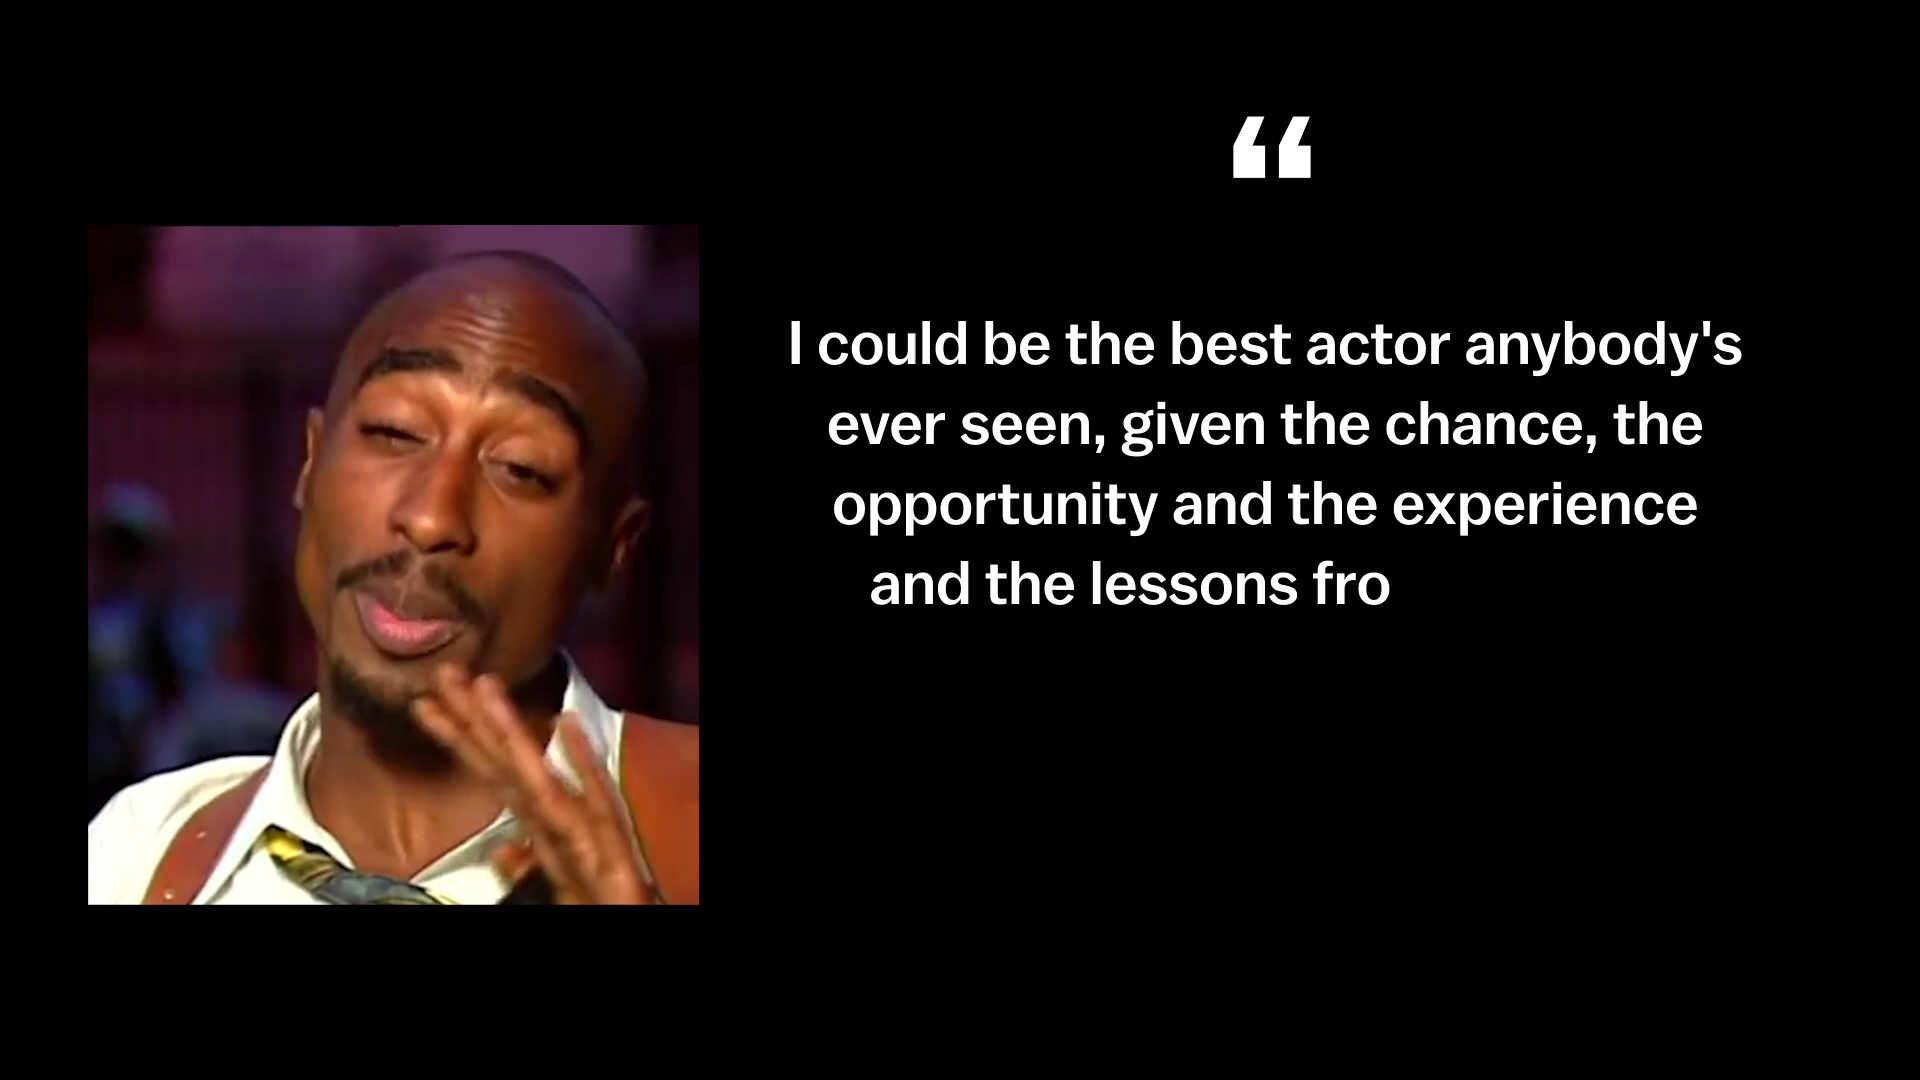 “
I could be the best actor anybody's
ever seen, given the chance, the
opportunity and the experience
and the lessons fro